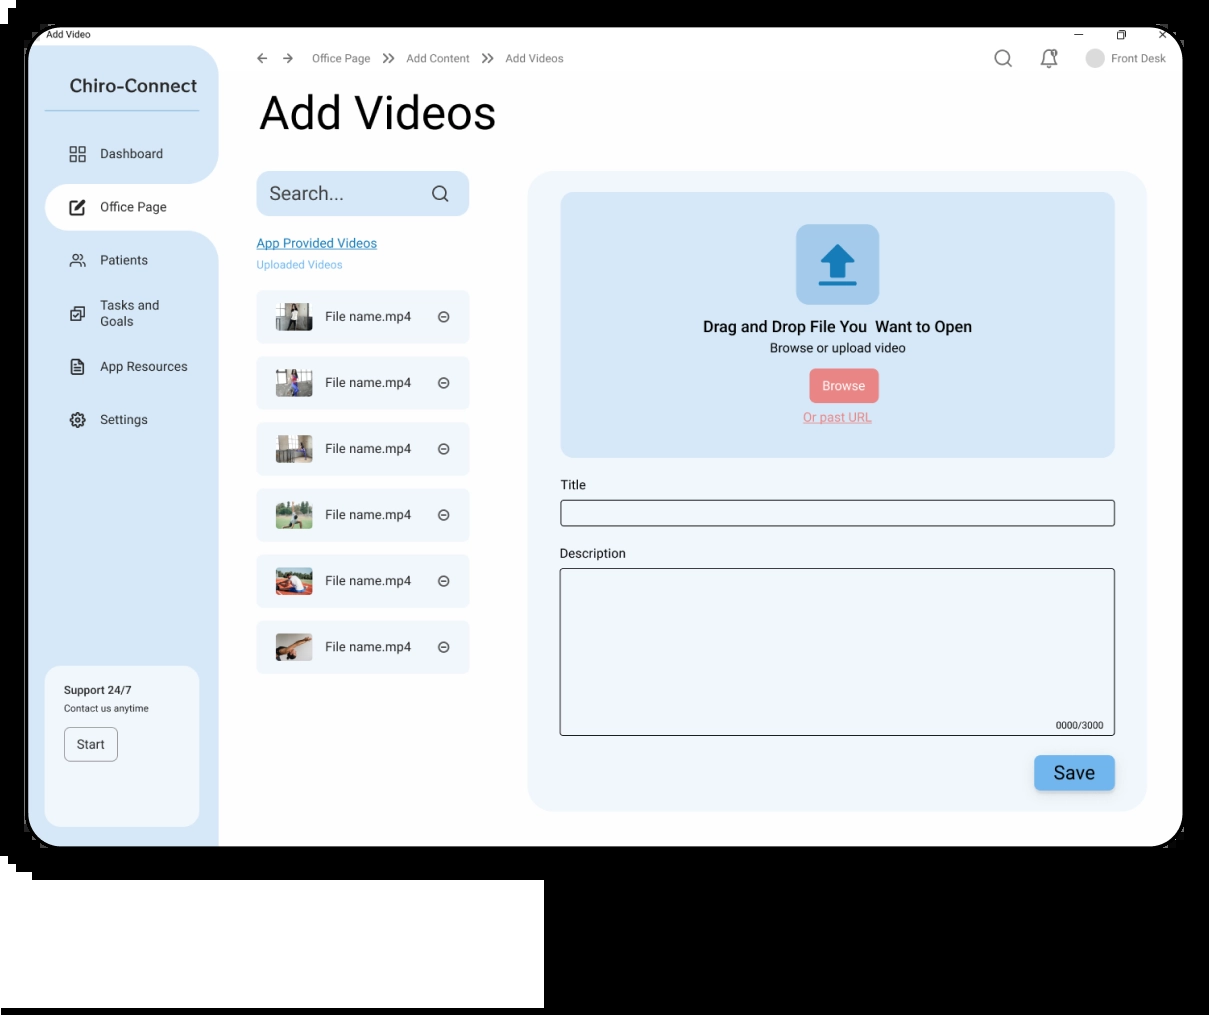 Add Video
Office Page
Add Content
Add Videos
Front Desk
Chiro-Connect
Dashboard
Office Page
Patients
Tasks and
Goals
App Resources
Settings
Support 24/7
Contact us anytime
Start
Add Videos
Search...
App Provided Videos
Uploaded Videos
File name.mp4
File name.mp4
File name.mp4
File name.mp4
File name.mp4
File name.mp4
Drag and Drop File You  Want to Open
Browse or upload video
Browse
Or past URL
Title
Description
0000/3000
Save